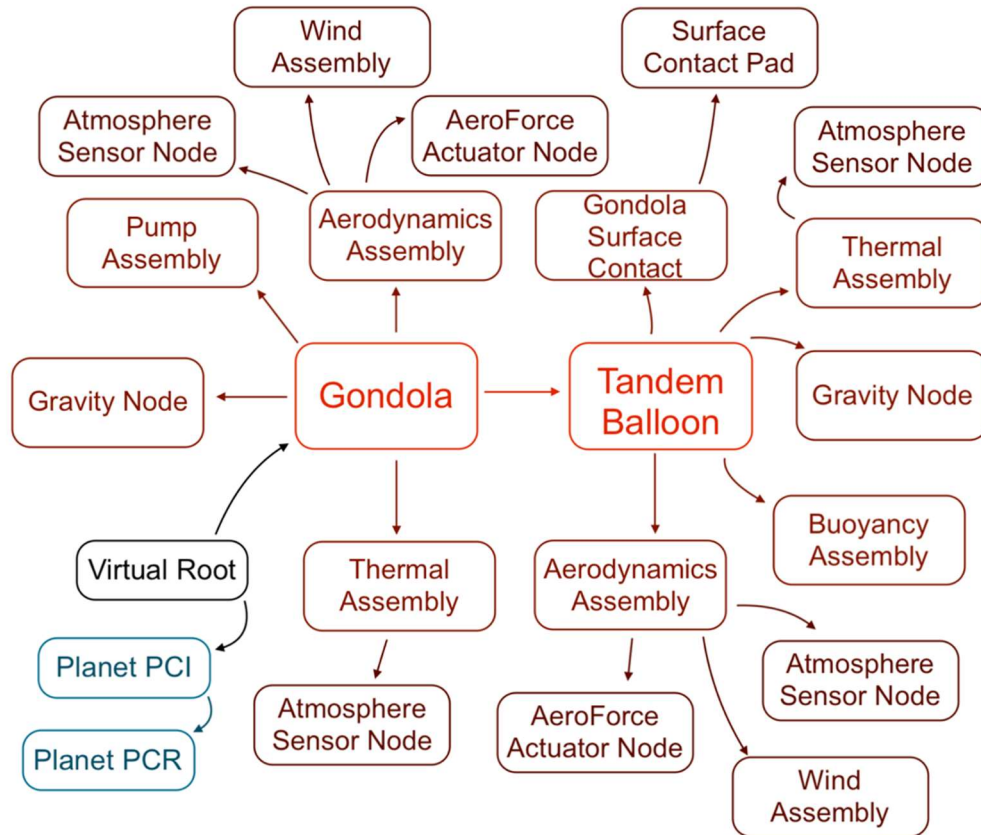 Wind
Assembly
Surface
Contact Pad
Atmosphere
Sensor Node
AeroForce
Actuator Node
Atmosphere
Sensor Node
Pump
Assembly
Aerodynamics
Assembly
Gondola
Surface
Contact
Thermal
Assembly
Gravity Node
Gondola
Tandem
Balloon
Gravity Node
Virtual Root
Thermal
Assembly
Aerodynamics
Assembly
Buoyancy
Assembly
Planet PCI
Atmosphere
Sensor Node
AeroForce
Actuator Node
Atmosphere
Sensor Node
Planet PCR
Wind
Assembly